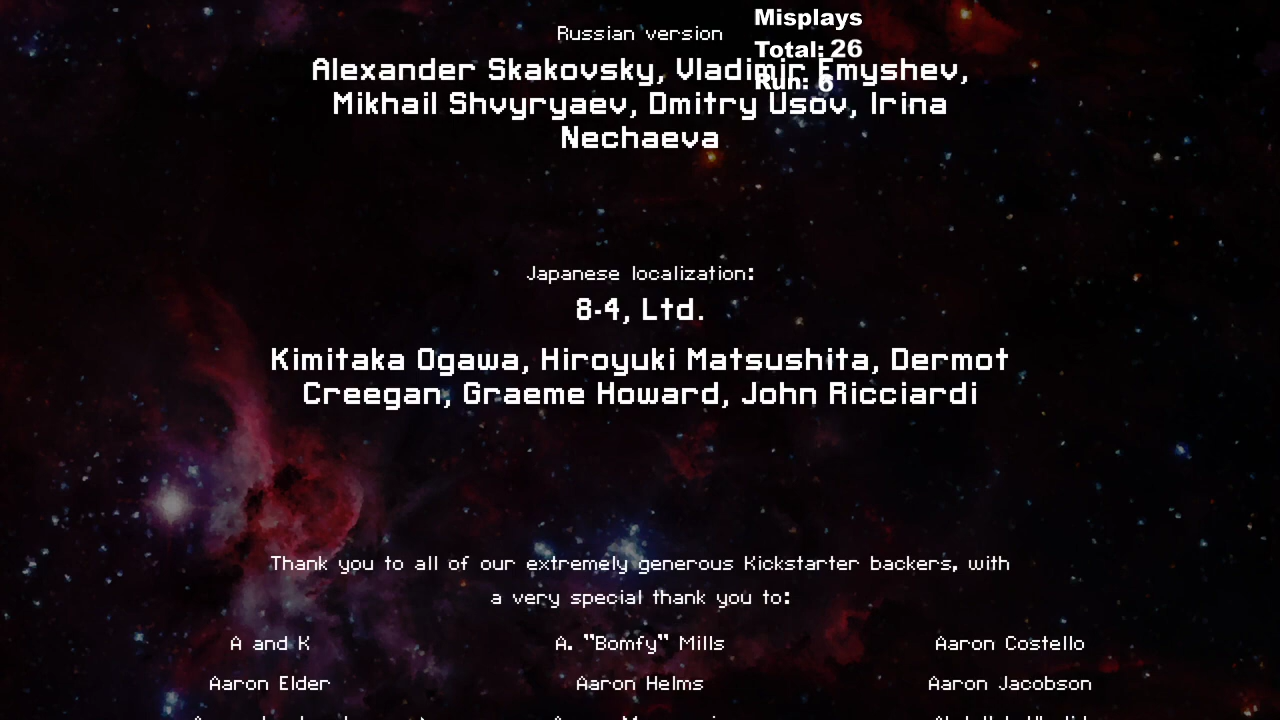 Misplays
Total: 26
Run: 6
Russian version
Alexander Skakovsky, Vladimir Emyshev,
Mikhail Shvyryaev, Dmitry Usov, Irina
Nechaeva
Japanese localization:
8-4, Ltd.
Kimitaka Ogawa, Hiroyuki Matsushita, Dermot
Creegan, Graeme Howard, John Ricciardi
Thank you to all of our extremely generous Kickstarter backers, with
a very special thank you to:
A and K A. "Bomfy" Mills Aaron Costello
Aaron Elder Aaron Helms Aaron Jacobson